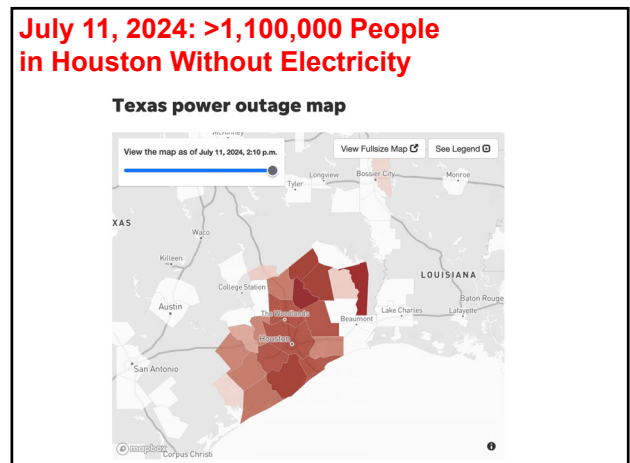 July 11, 2024: >1,100,000 People
in Houston Without Electricity
Texas power outage map
McKinney
View the map as of July 11, 2024, 2:10 p.m.
View Fullsize Map
See Legend
Longview
Bossier City
Monroe
Tyler
XAS
Waco
Killeen
LOUISIANA
College Station
Baton Rouge
Austin
The Woodlands
Lake Charles
Lafayette
Beaumont
Houston
San Antonio
mapbox
Corpus Christi